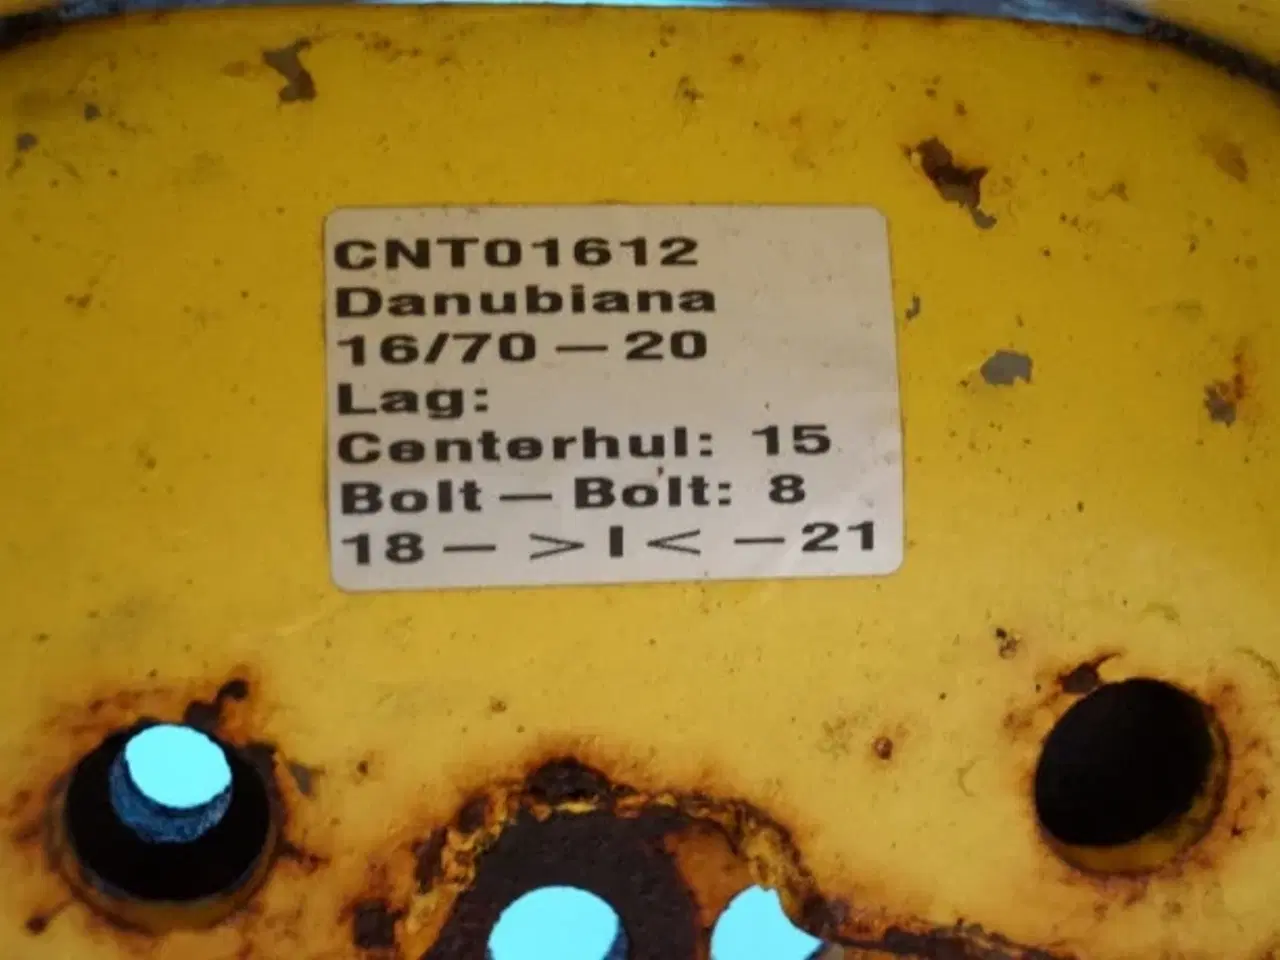 CNT01612
Danubiana
16/70 — 20
Lag:
Centerhul: 15
Bolt — Bolt: 8
18 — > I < — 21